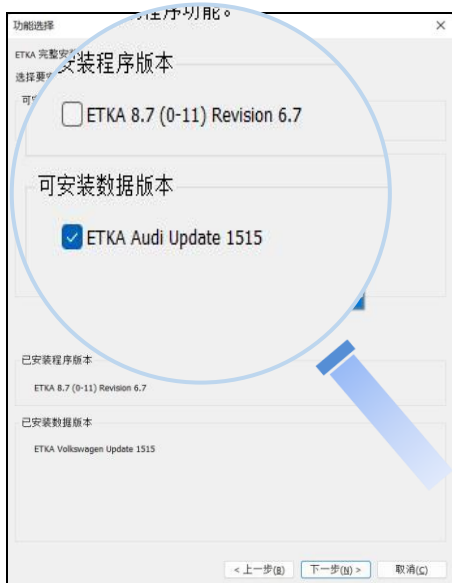 功能选择
程序功能。
ETKA 完整安
选择要
可安
安装程序版本
ETKA 8.7 (0-11) Revision 6.7
可安装数据版本
ETKA Audi Update 1515
已安装程序版本
ETKA 8.7 (0-11) Revision 6.7
已安装数据版本
ETKA Volkswagen Update 1515
< 上一步(B)
下一步(N) >
取消(C)